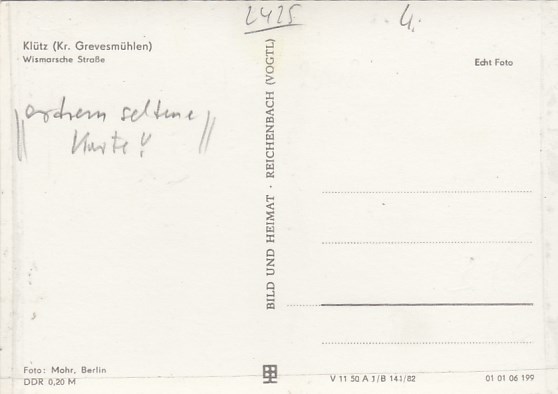 2425
4.
Klütz (Kr. Grevesmühlen)
Wismarsche Straße
Echt Foto
extrem seltene
Karte!
BILD UND HEIMAT · REICHENBACH (VOGTL)
Foto: Mohr, Berlin
DDR 0,20 M
V 11 50 A 1/B 141/82
01 01 06 199